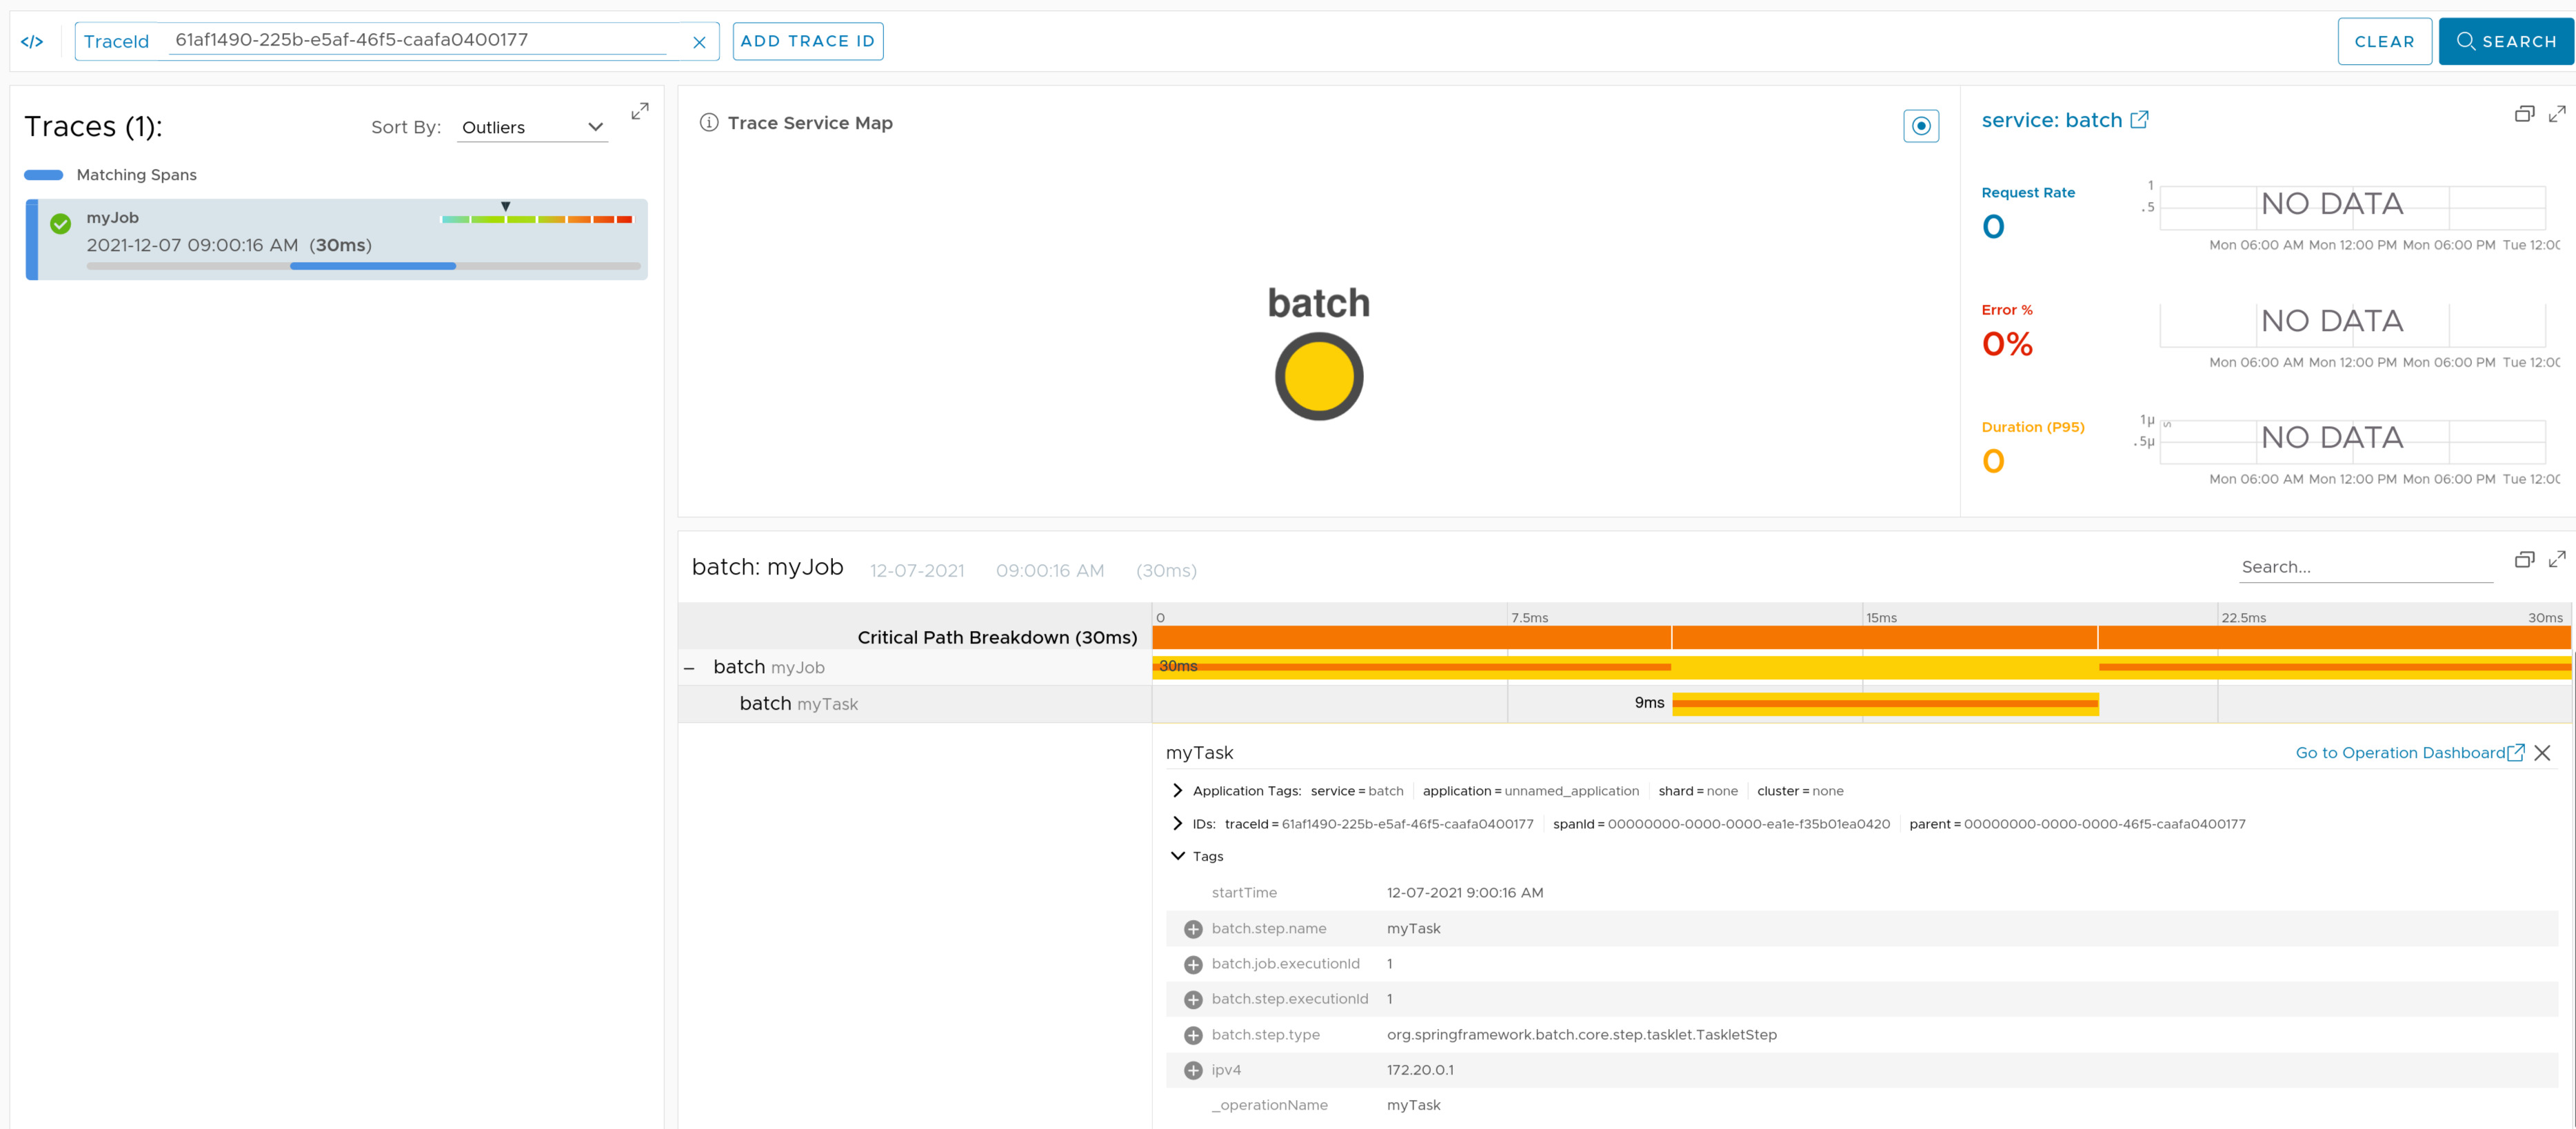 </> TraceId 61af1490-225b-e5af-46f5-caafa0400177 ADD TRACE ID CLEAR SEARCH
Traces (1): Sort By: Outliers
Matching Spans
myJob
2021-12-07 09:00:16 AM (30ms)
Trace Service Map
batch
service: batch
Request Rate
0
1
.5
NO DATA
Mon 06:00 AM Mon 12:00 PM Mon 06:00 PM Tue 12:00
Error %
0%
NO DATA
Mon 06:00 AM Mon 12:00 PM Mon 06:00 PM Tue 12:00
Duration (P95)
0
1µ
.5µ
s
NO DATA
Mon 06:00 AM Mon 12:00 PM Mon 06:00 PM Tue 12:00
batch: myJob 12-07-2021 09:00:16 AM (30ms) Search...
0 7.5ms 15ms 22.5ms 30ms
Critical Path Breakdown (30ms)
batch myJob 30ms
batch myTask 9ms
myTask Go to Operation Dashboard
Application Tags: service = batch application = unnamed_application shard = none cluster = none
IDs: traceId = 61af1490-225b-e5af-46f5-caafa0400177 spanId = 00000000-0000-0000-ea1e-f35b01ea0420 parent = 00000000-0000-0000-46f5-caafa0400177
Tags
startTime 12-07-2021 9:00:16 AM
batch.step.name myTask
batch.job.executionId 1
batch.step.executionId 1
batch.step.type org.springframework.batch.core.step.tasklet.TaskletStep
ipv4 172.20.0.1
_operationName myTask